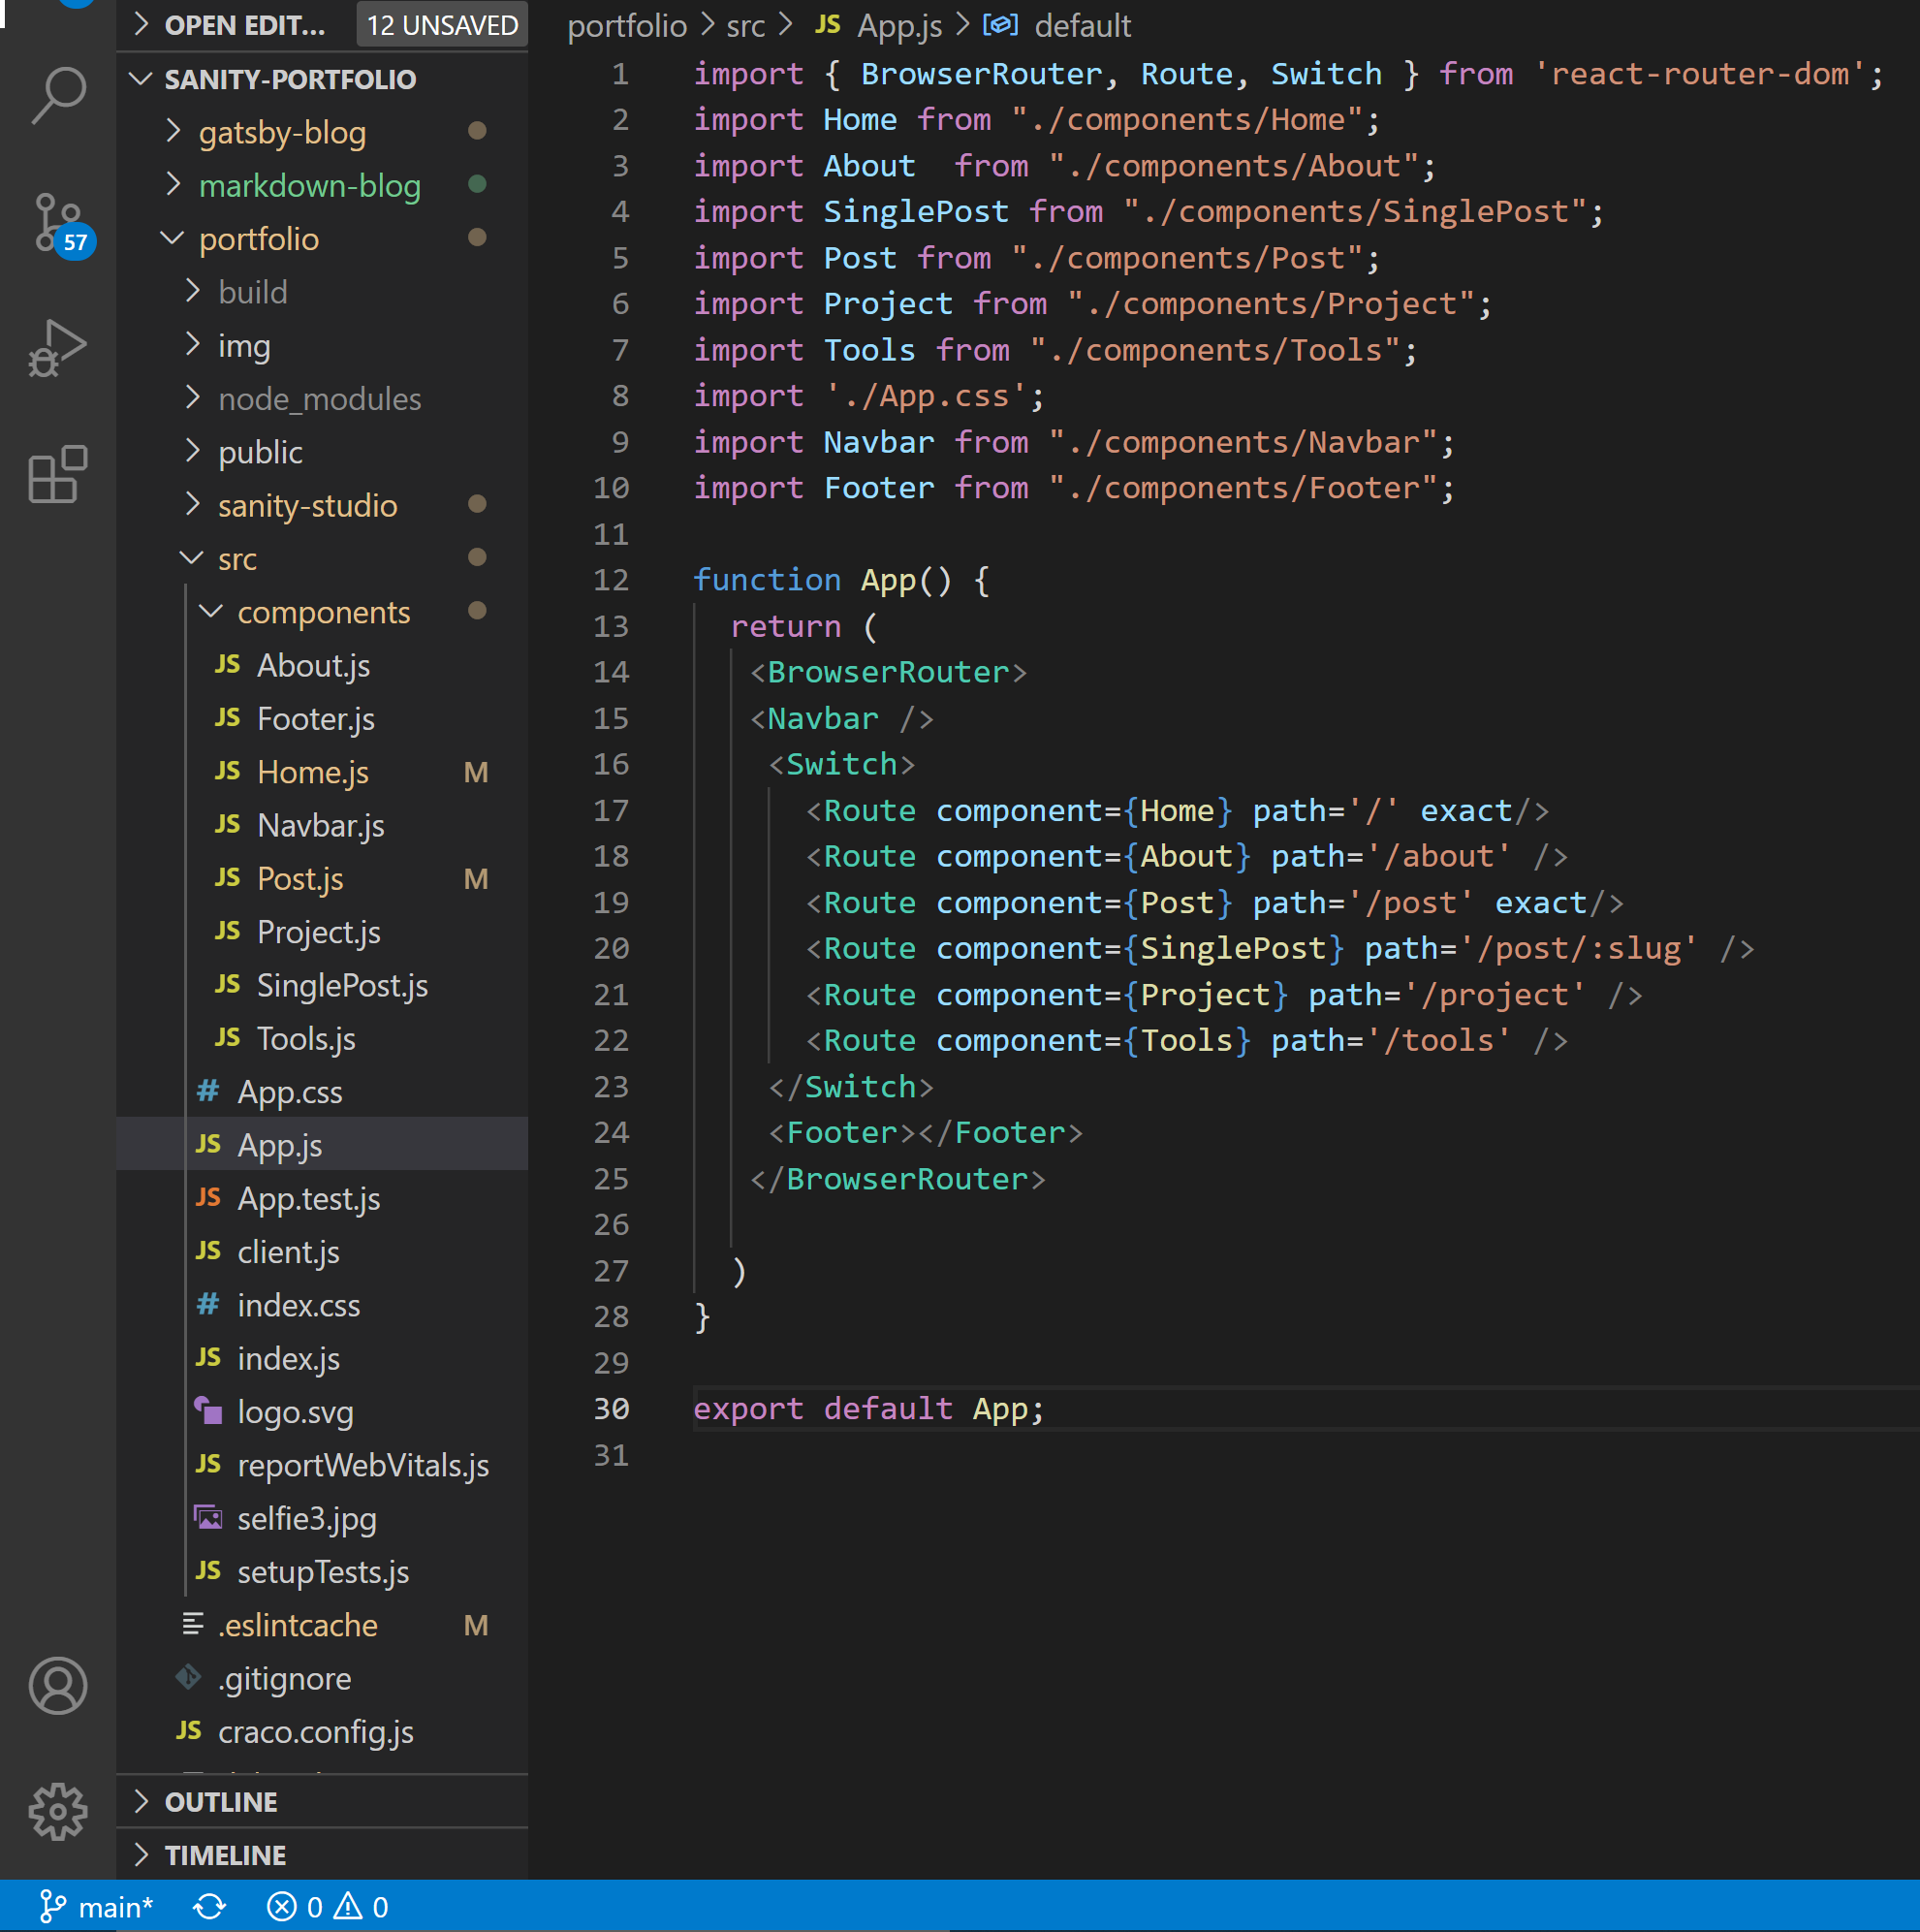 OPEN EDIT... 12 UNSAVED
SANITY-PORTFOLIO
gatsby-blog
markdown-blog
portfolio
build
img
node_modules
public
sanity-studio
src
components
JS About.js
JS Footer.js
JS Home.js M
JS Navbar.js
JS Post.js M
JS Project.js
JS SinglePost.js
JS Tools.js
# App.css
JS App.js
JS App.test.js
JS client.js
# index.css
JS index.js
logo.svg
JS reportWebVitals.js
selfie3.jpg
JS setupTests.js
.eslintcache M
.gitignore
JS craco.config.js
OUTLINE
TIMELINE
57
portfolio > src > JS App.js > default
1 import { BrowserRouter, Route, Switch } from 'react-router-dom';
2 import Home from "./components/Home";
3 import About  from "./components/About";
4 import SinglePost from "./components/SinglePost";
5 import Post from "./components/Post";
6 import Project from "./components/Project";
7 import Tools from "./components/Tools";
8 import './App.css';
9 import Navbar from "./components/Navbar";
10 import Footer from "./components/Footer";
11
12 function App() {
13   return (
14    <BrowserRouter>
15    <Navbar />
16     <Switch>
17       <Route component={Home} path='/' exact/>
18       <Route component={About} path='/about' />
19       <Route component={Post} path='/post' exact/>
20       <Route component={SinglePost} path='/post/:slug' />
21       <Route component={Project} path='/project' />
22       <Route component={Tools} path='/tools' />
23     </Switch>
24     <Footer></Footer>
25    </BrowserRouter>
26
27   )
28 }
29
30 export default App;
31
main* 0 0